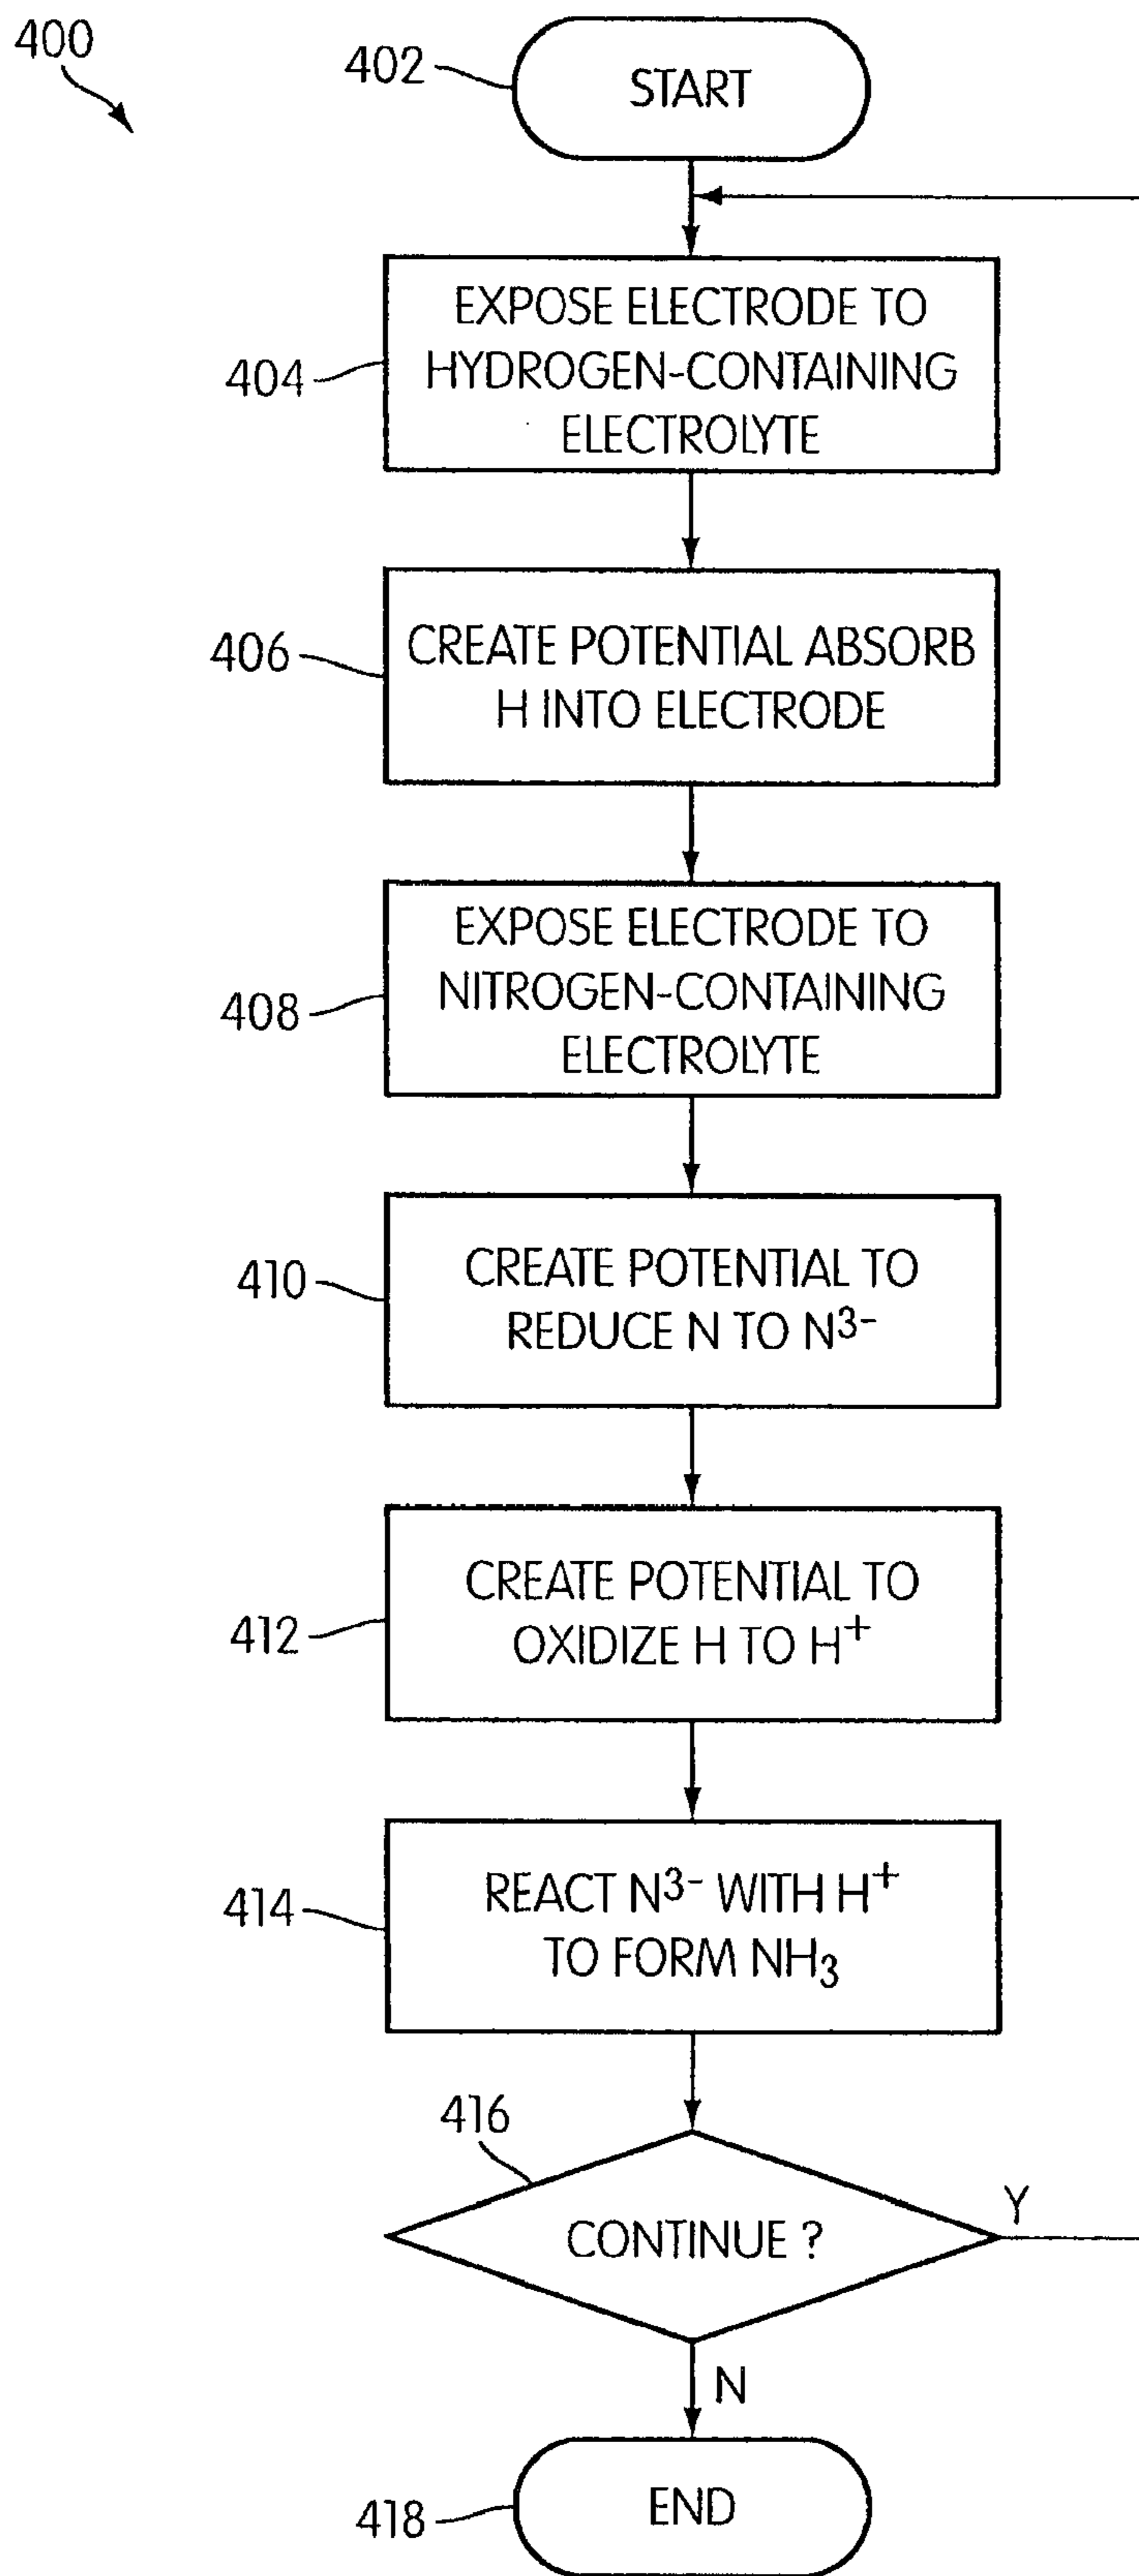 400
402
START
404
EXPOSE ELECTRODE TO
HYDROGEN-CONTAINING
ELECTROLYTE
406
CREATE POTENTIAL ABSORB
H INTO ELECTRODE
408
EXPOSE ELECTRODE TO
NITROGEN-CONTAINING
ELECTROLYTE
410
CREATE POTENTIAL TO
REDUCE N TO N³⁻
412
CREATE POTENTIAL TO
OXIDIZE H TO H⁺
414
REACT N³⁻ WITH H⁺
TO FORM NH₃
416
CONTINUE ?
Y
N
418
END